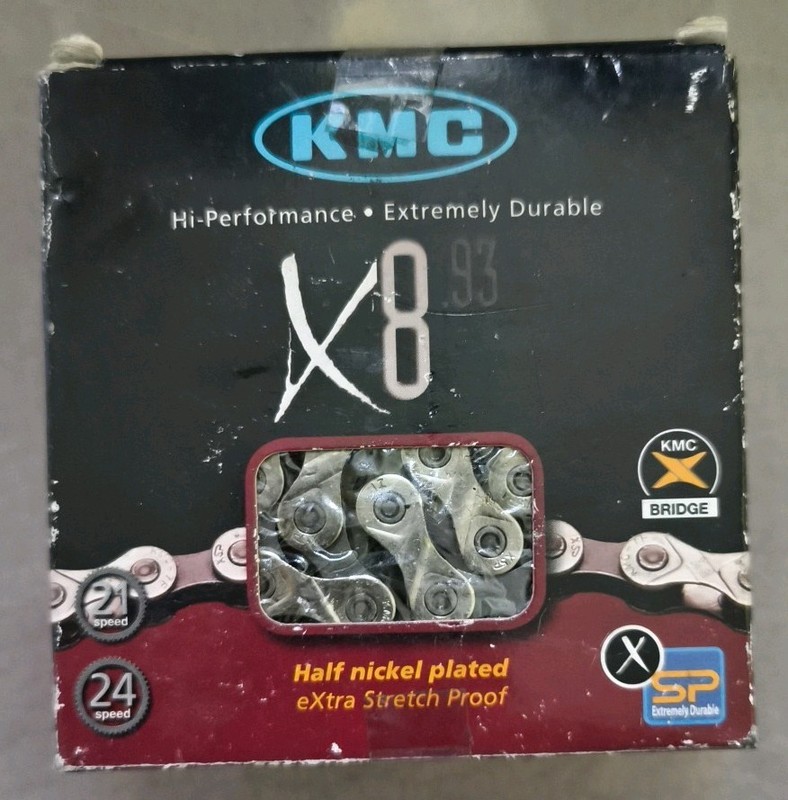 KMC
Hi-Performance • Extremely Durable
X8.93
KMC
BRIDGE
21
speed
24
speed
Half nickel plated
eXtra Stretch Proof
X
SP
Extremely Durable